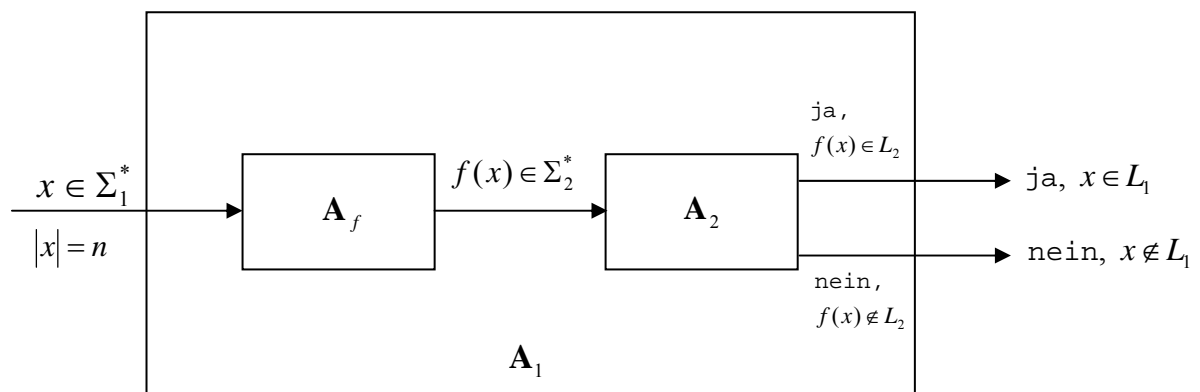 ja,
f(x) ∈ L₂
x ∈ Σ₁*
|x| = n
A_f
f(x) ∈ Σ₂*
A₂
ja, x ∈ L₁
nein, x ∉ L₁
nein,
f(x) ∉ L₂
A₁